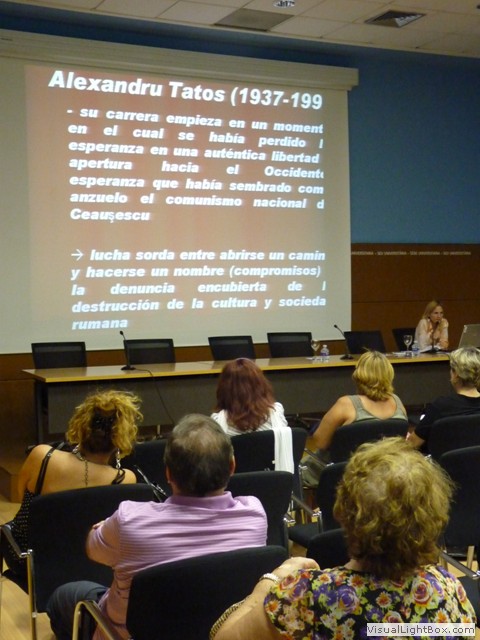 Alexandru Tatos (1937-199
- su carrera empieza en un moment
en el cual se había perdido l
esperanza en una auténtica libertad
apertura hacia el Occidente
esperanza que había sembrado com
anzuelo el comunismo nacional d
Ceauşescu
→ lucha sorda entre abrirse un camin
y hacerse un nombre (compromisos)
la denuncia encubierta de l
destrucción de la cultura y socieda
rumana
VisualLightBox.com